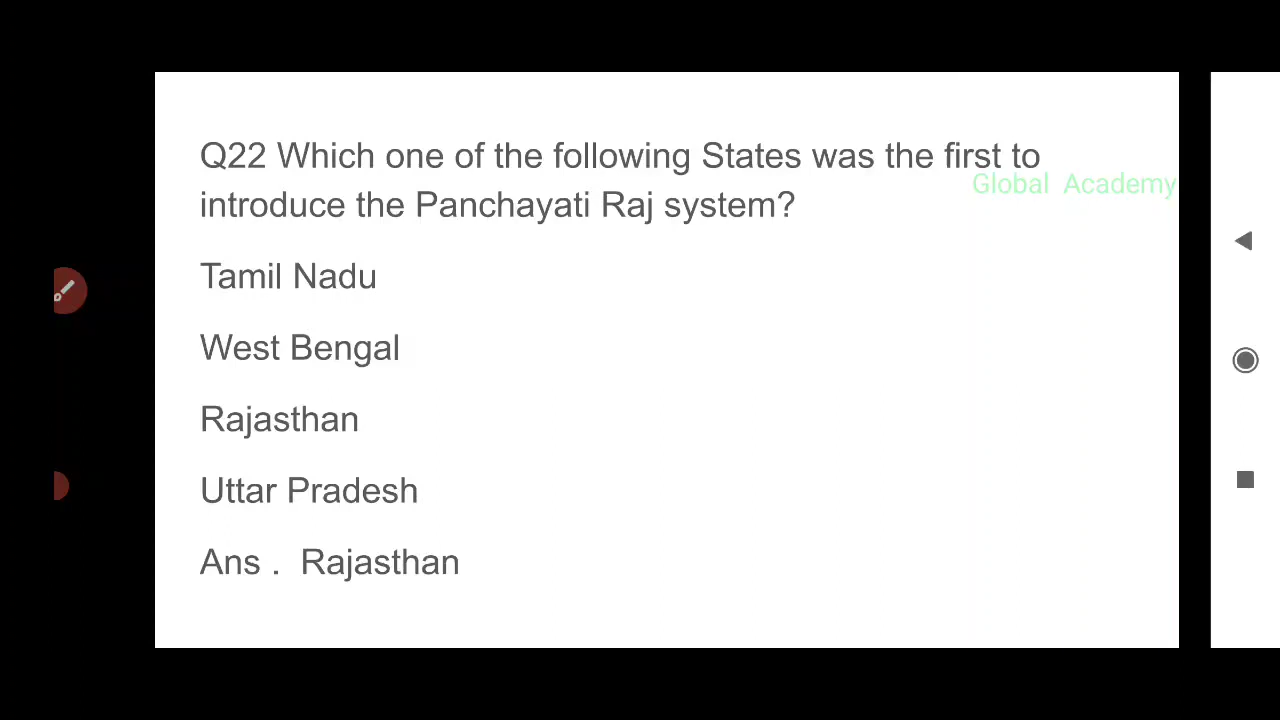 Q22 Which one of the following States was the first to
Global Academy
introduce the Panchayati Raj system?
Tamil Nadu
West Bengal
Rajasthan
Uttar Pradesh
Ans . Rajasthan